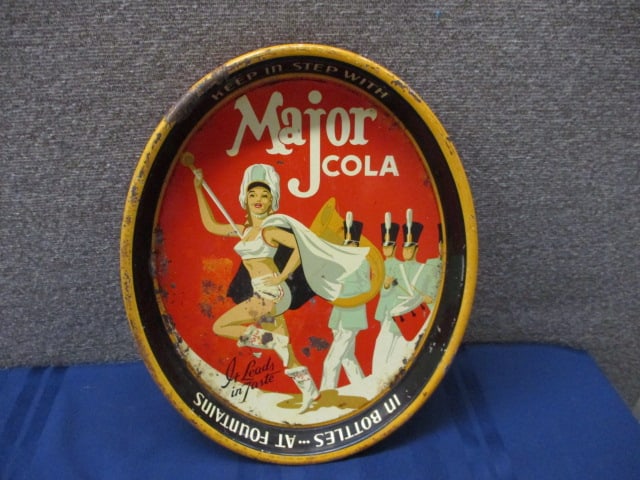 KEEP IN STEP WITH
Major
COLA
It Leads
in Taste
IN BOTTLES... AT FOUNTAINS